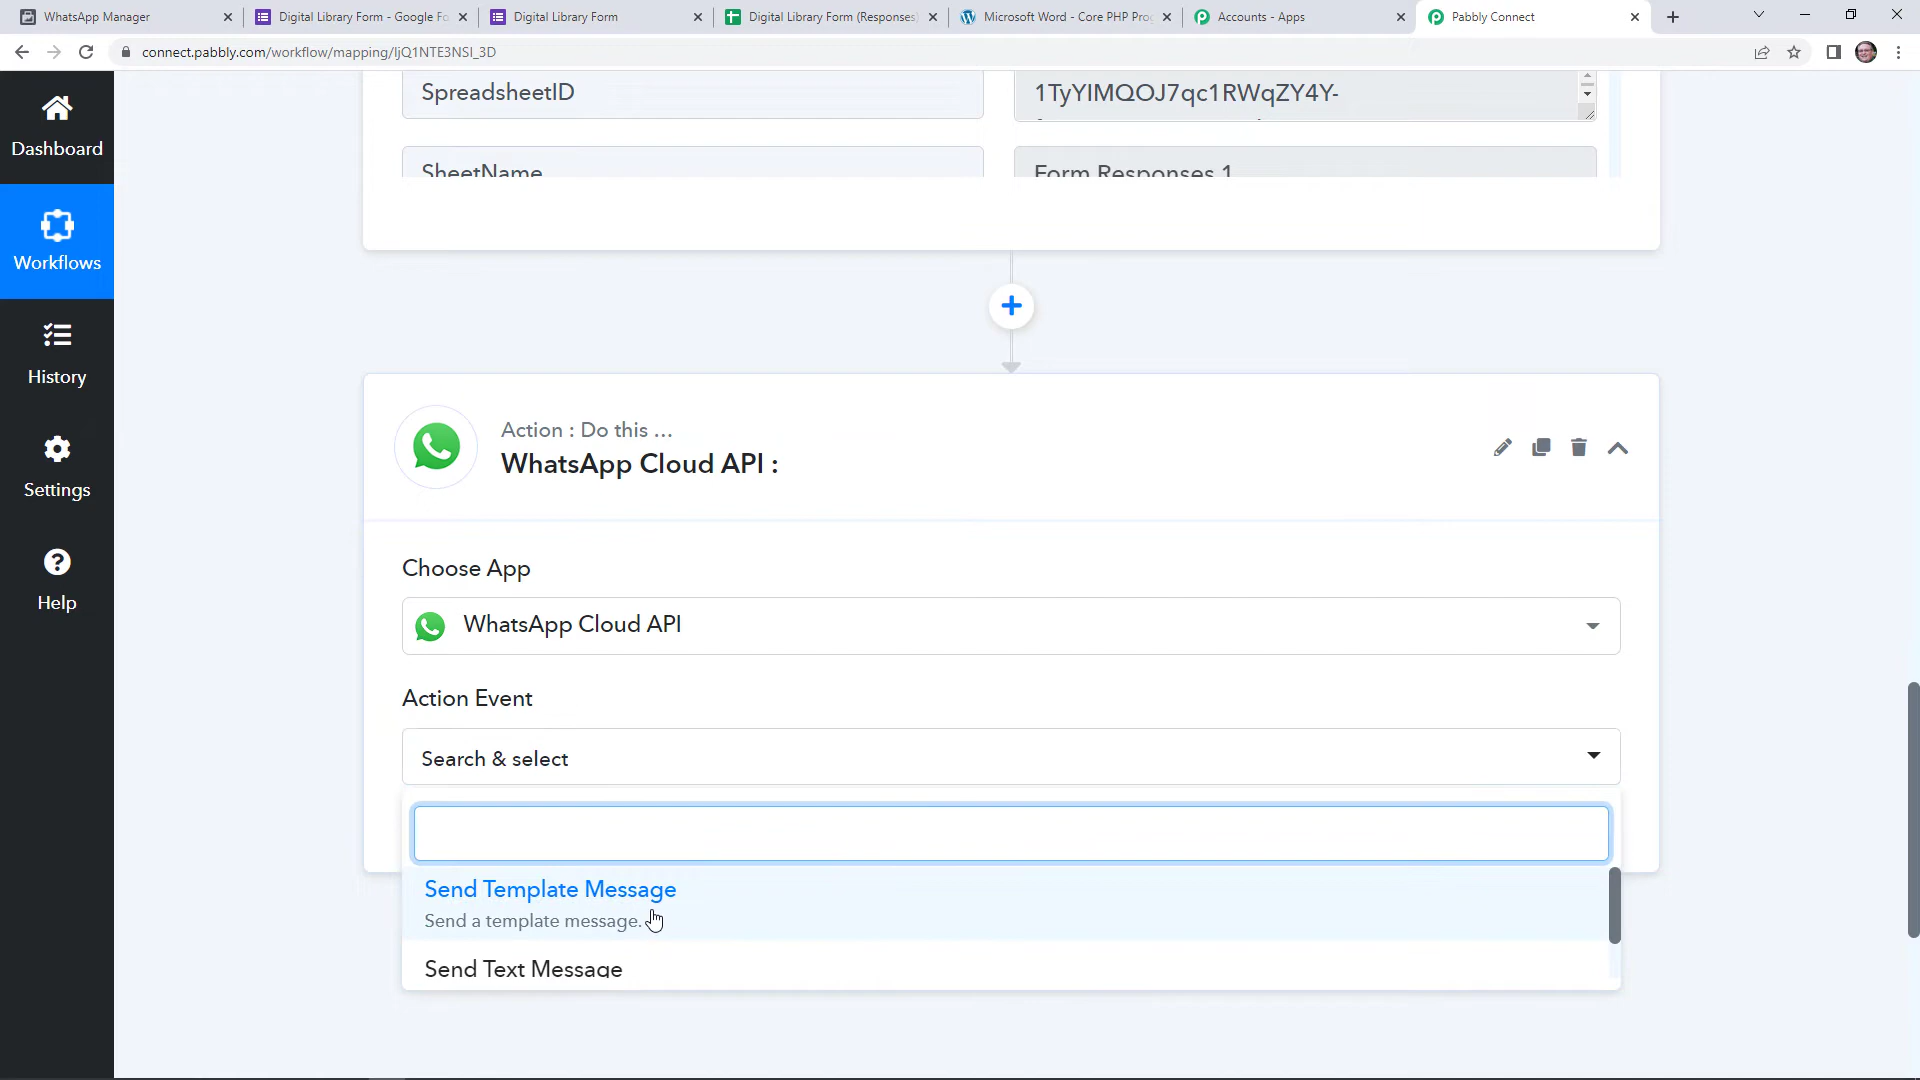 WhatsApp Manager
Digital Library Form - Google Fo
Digital Library Form
Digital Library Form (Responses)
Microsoft Word - Core PHP Prog
Accounts - Apps
Pabbly Connect
connect.pabbly.com/workflow/mapping/IjQ1NTE3NSI_3D
Dashboard
Workflows
History
Settings
Help
SpreadsheetID
1TyYIMQOJ7qc1RWqZY4Y-
SheetName
Form Responses 1
Action : Do this ...
WhatsApp Cloud API :
Choose App
WhatsApp Cloud API
Action Event
Search & select
Send Template Message
Send a template message.
Send Text Message